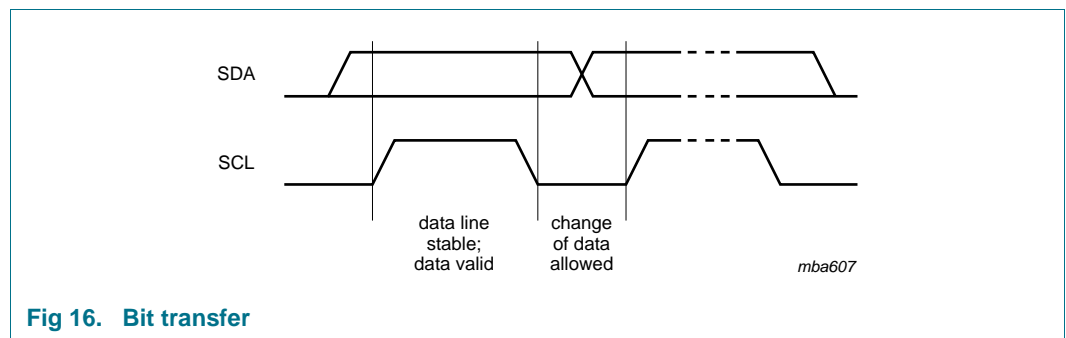 SDA
SCL
data line
stable;
data valid
change
of data
allowed
mba607
Fig 16. Bit transfer